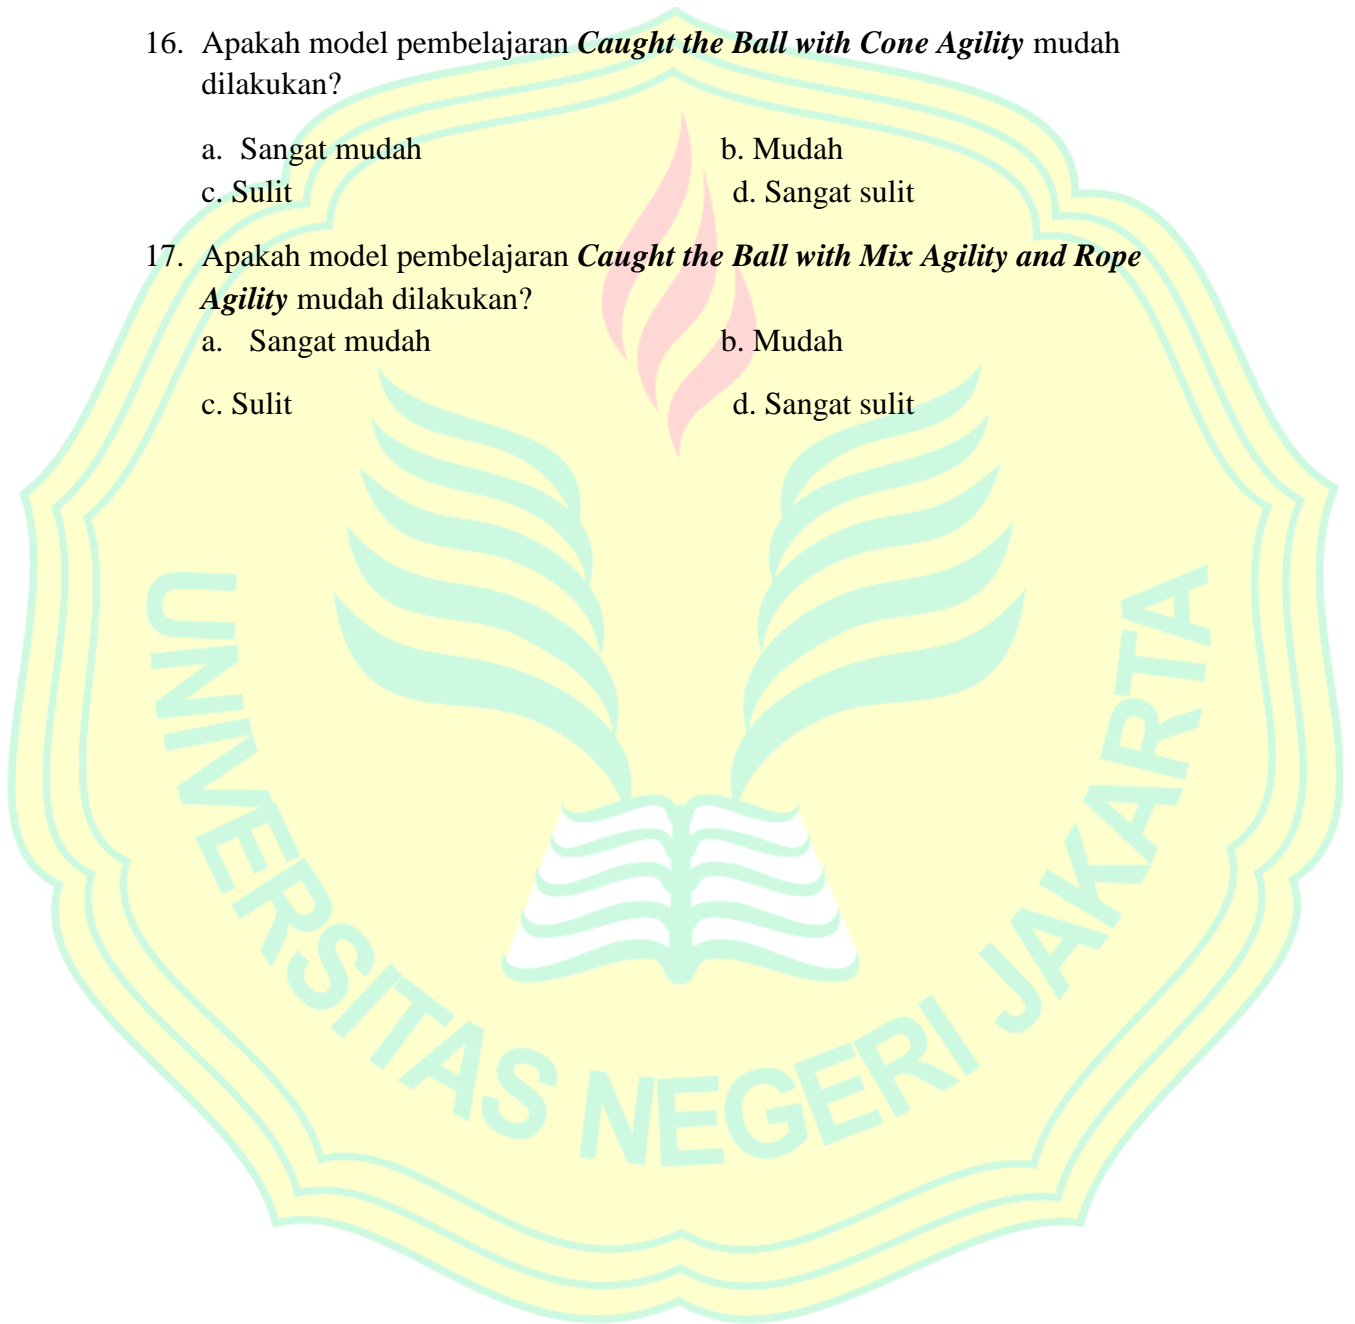 16. Apakah model pembelajaran Caught the Ball with Cone Agility mudah
dilakukan?
a. Sangat mudah b. Mudah
c. Sulit d. Sangat sulit
17. Apakah model pembelajaran Caught the Ball with Mix Agility and Rope
Agility mudah dilakukan?
a. Sangat mudah b. Mudah
c. Sulit d. Sangat sulit
UNIVERSITAS NEGERI JAKARTA